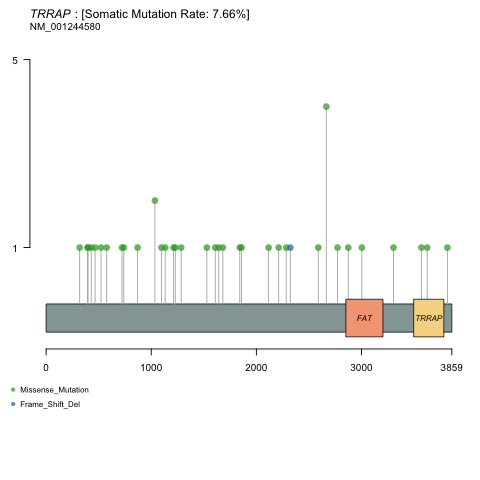 TRRAP : [Somatic Mutation Rate: 7.66%]
NM_001244580
5
1
FAT
TRRAP
0 1000 2000 3000 3859
Missense_Mutation
Frame_Shift_Del